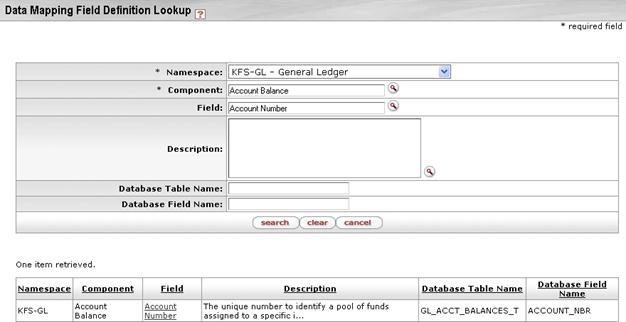 Data Mapping Field Definition Lookup ?
* required field
* Namespace: KFS-GL - General Ledger
* Component: Account Balance
Field: Account Number
Description:
Database Table Name:
Database Field Name:
search clear cancel
One item retrieved.
Namespace Component Field Description Database Table Name Database Field Name
KFS-GL Account Balance Account Number The unique number to identify a pool of funds assigned to a specific i... GL_ACCT_BALANCES_T ACCOUNT_NBR